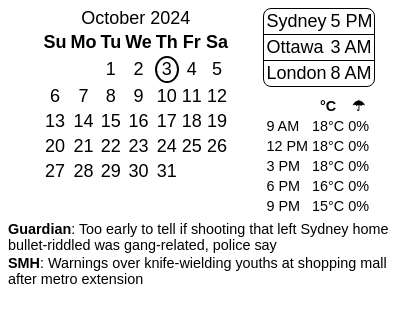 October 2024
Su Mo Tu We Th Fr Sa
1 2 3 4 5
6 7 8 9 10 11 12
13 14 15 16 17 18 19
20 21 22 23 24 25 26
27 28 29 30 31
Sydney 5 PM
Ottawa 3 AM
London 8 AM
°C ☂
9 AM 18°C 0%
12 PM 18°C 0%
3 PM 18°C 0%
6 PM 16°C 0%
9 PM 15°C 0%
Guardian: Too early to tell if shooting that left Sydney home
bullet-riddled was gang-related, police say
SMH: Warnings over knife-wielding youths at shopping mall
after metro extension